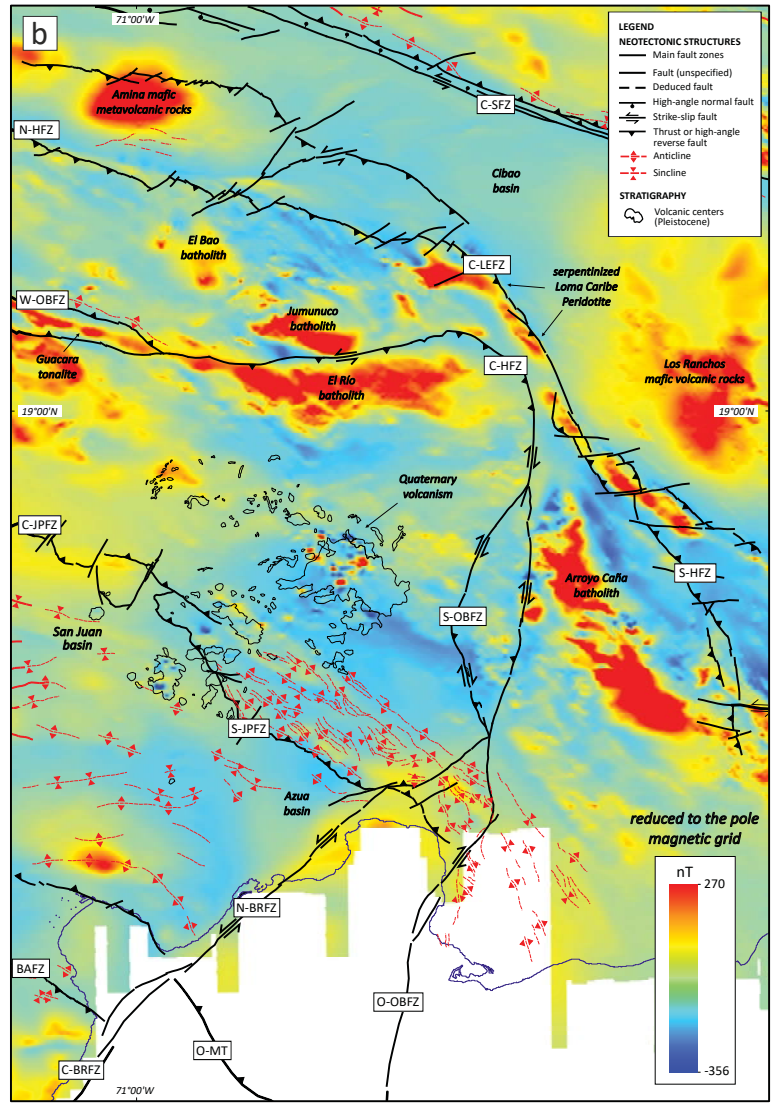 71°00'W
b
LEGEND
NEOTECTONIC STRUCTURES
Main fault zones
Fault (unspecified)
Deduced fault
High-angle normal fault
Strike-slip fault
Thrust or high-angle
reverse fault
Anticline
Sincline
STRATIGRAPHY
Volcanic centers
(Pleistocene)
Amina mafic
metavolcanic rocks
C-SFZ
N-HFZ
Cibao
basin
El Bao
batholith
C-LEFZ
serpentinized
Loma Caribe
Peridotite
W-OBFZ
Jumunuco
batholith
Guacara
tonalite
C-HFZ
El Río
batholith
Los Ranchos
mafic volcanic rocks
19°00'N
19°00'N
Quaternary
volcanism
C-JPFZ
S-HFZ
Arroyo Caña
batholith
S-OBFZ
San Juan
basin
S-JPFZ
Azua
basin
reduced to the pole
magnetic grid
nT
270
-356
N-BRFZ
BAFZ
O-OBFZ
O-MT
C-BRFZ
71°00'W